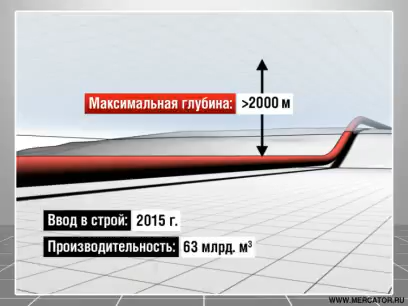 Максимальная глубина: >2000 м
Ввод в строй: 2015 г.
Производительность: 63 млрд. м³
WWW.MERCATOR.RU